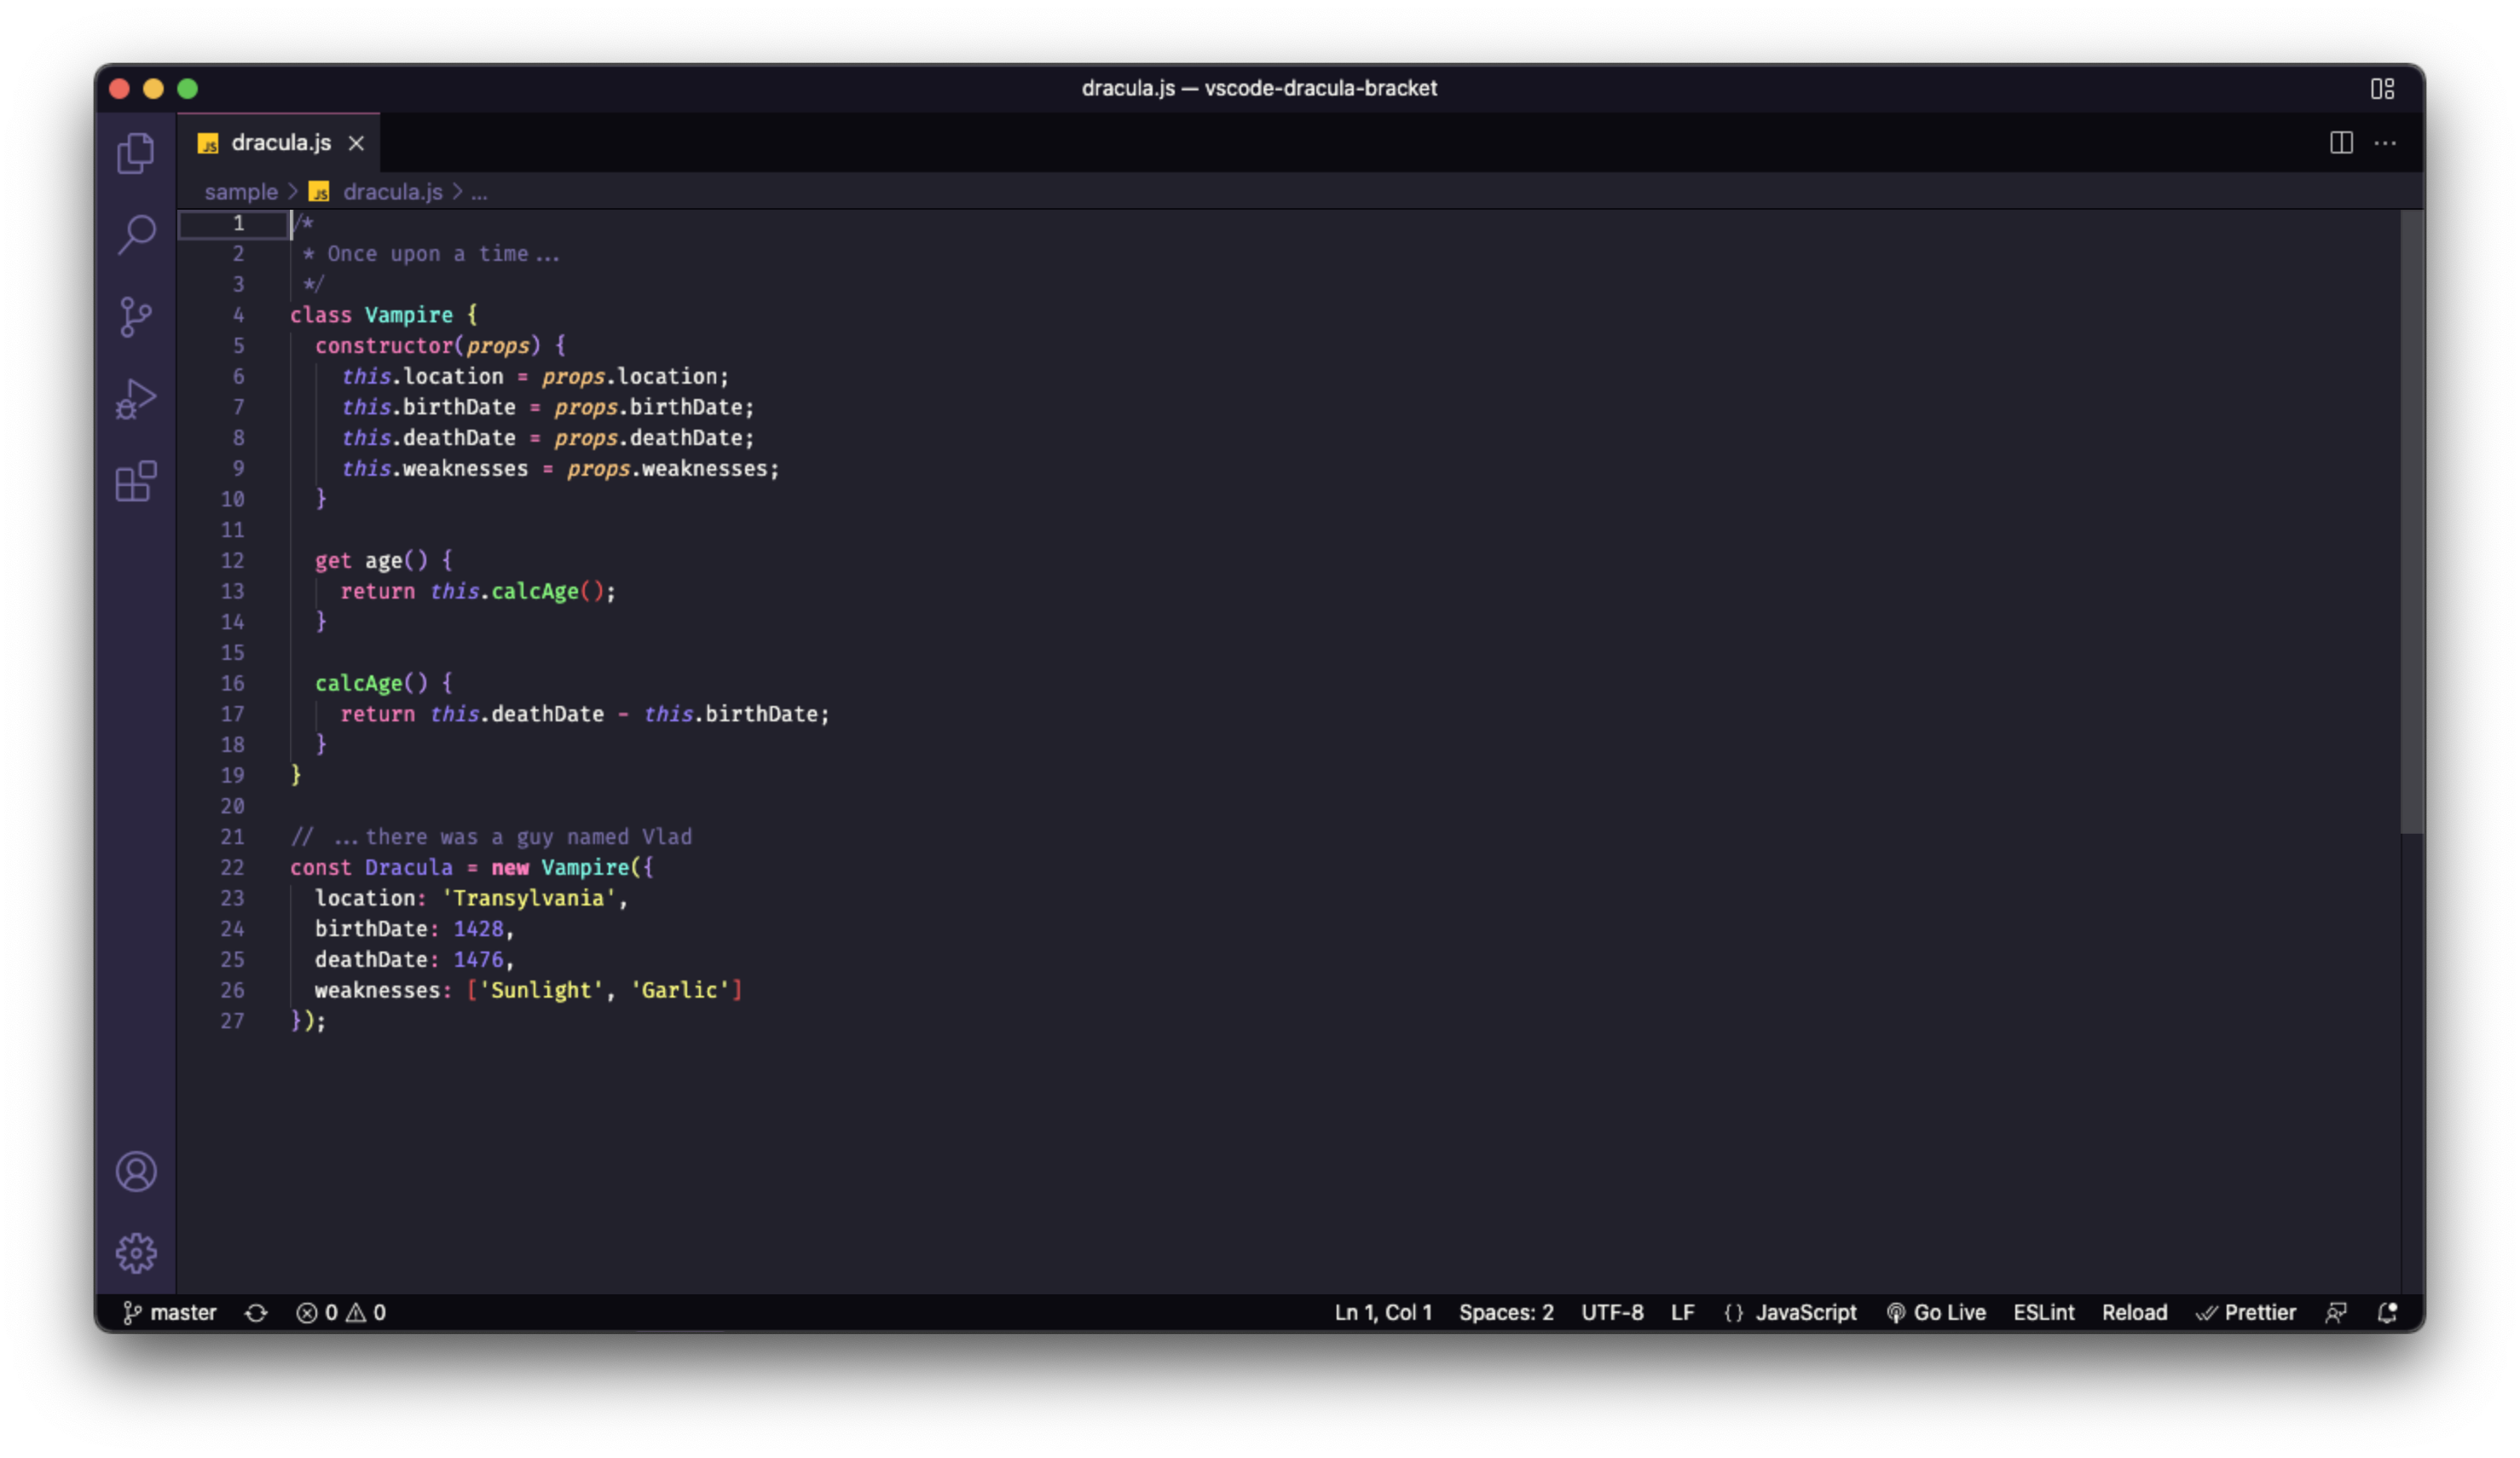 dracula.js — vscode-dracula-bracket
JS dracula.js
sample > JS dracula.js > ...
1 /*
2  * Once upon a time...
3  */
4 class Vampire {
5   constructor(props) {
6     this.location = props.location;
7     this.birthDate = props.birthDate;
8     this.deathDate = props.deathDate;
9     this.weaknesses = props.weaknesses;
10   }
11
12   get age() {
13     return this.calcAge();
14   }
15
16   calcAge() {
17     return this.deathDate - this.birthDate;
18   }
19 }
20
21 // ...there was a guy named Vlad
22 const Dracula = new Vampire({
23   location: 'Transylvania',
24   birthDate: 1428,
25   deathDate: 1476,
26   weaknesses: ['Sunlight', 'Garlic']
27 });
master 0 0 Ln 1, Col 1 Spaces: 2 UTF-8 LF {} JavaScript Go Live ESLint Reload Prettier